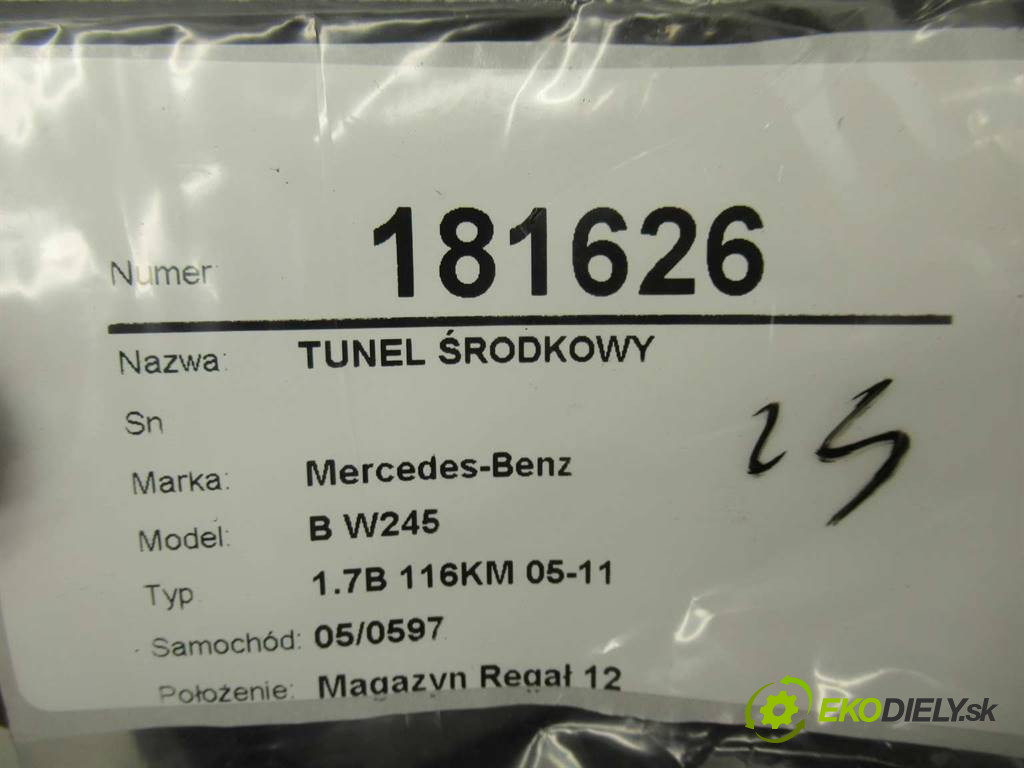 Numer 181626
Nazwa: TUNEL ŚRODKOWY
Sn
Marka: Mercedes-Benz
Model: B W245
Typ 1.7B 116KM 05-11
Samochód: 05/0597
Położenie: Magazyn Regał 12
EKODIELY.sk